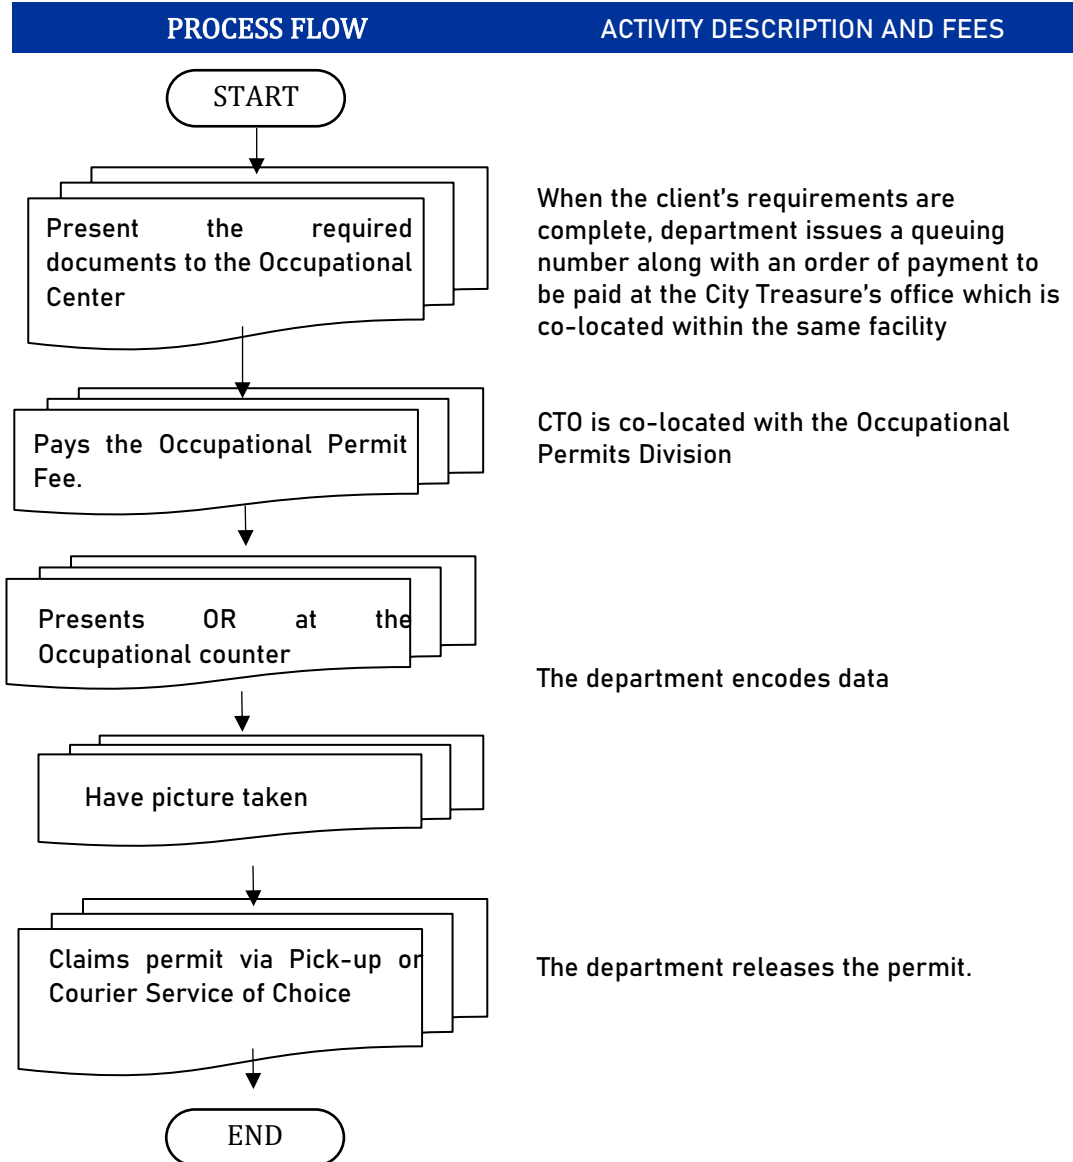 PROCESS FLOW
ACTIVITY DESCRIPTION AND FEES
START
Present the required
documents to the Occupational
Center
When the client’s requirements are
complete, department issues a queuing
number along with an order of payment to
be paid at the City Treasure’s office which is
co-located within the same facility
Pays the Occupational Permit
Fee.
CTO is co-located with the Occupational
Permits Division
Presents OR at the
Occupational counter
The department encodes data
Have picture taken
Claims permit via Pick-up or
Courier Service of Choice
The department releases the permit.
END